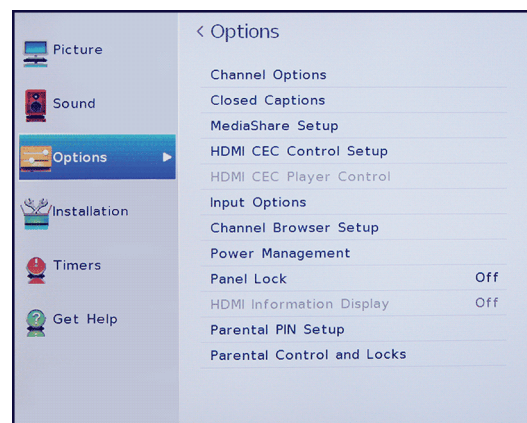 Picture
Sound
Options
Installation
Timers
Get Help
< Options
Channel Options
Closed Captions
MediaShare Setup
HDMI CEC Control Setup
HDMI CEC Player Control
Input Options
Channel Browser Setup
Power Management
Panel Lock Off
HDMI Information Display Off
Parental PIN Setup
Parental Control and Locks